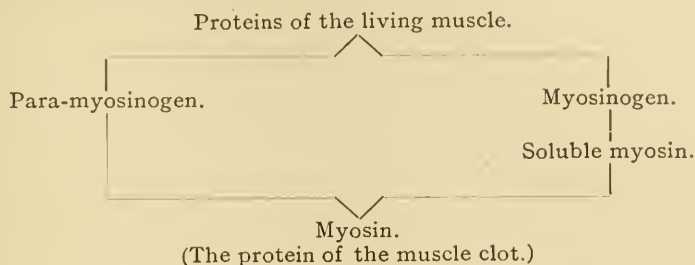 Proteins of the living muscle.
Para-myosinogen. Myosinogen.
Soluble myosin.
Myosin.
(The protein of the muscle clot.)